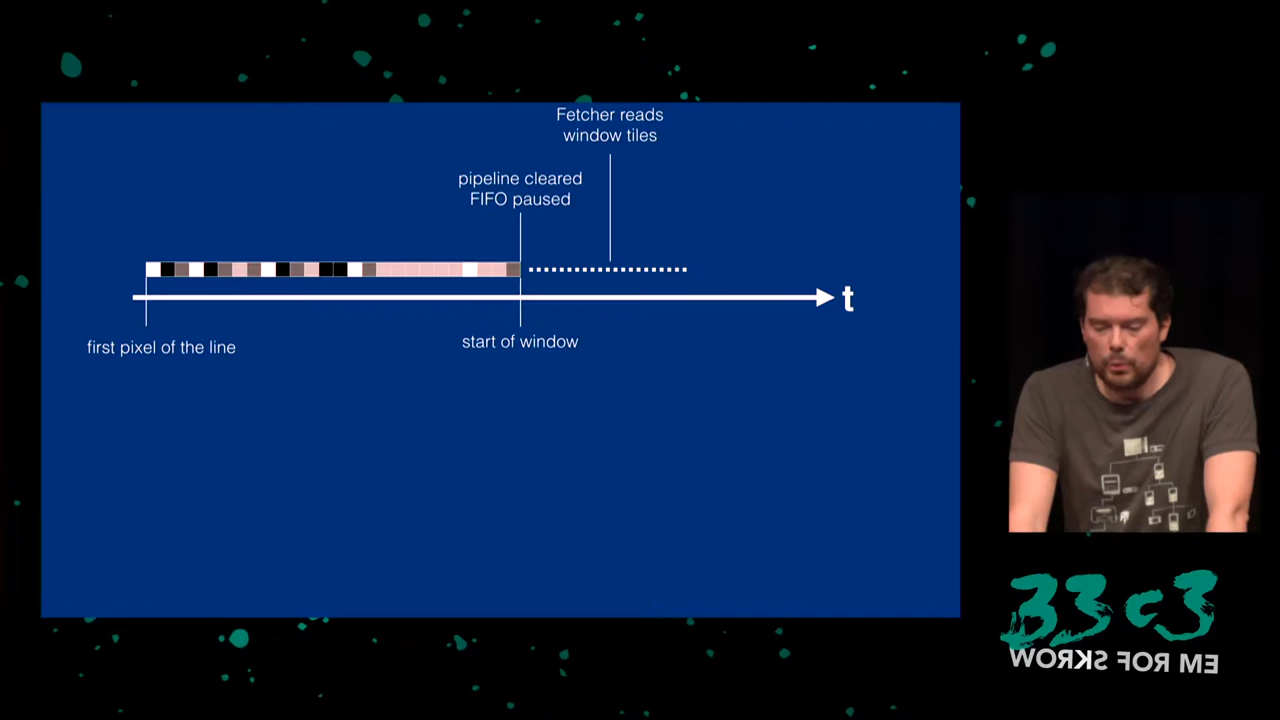 Fetcher reads
window tiles
pipeline cleared
FIFO paused
t
first pixel of the line
start of window
33c3
WORKS FOR ME